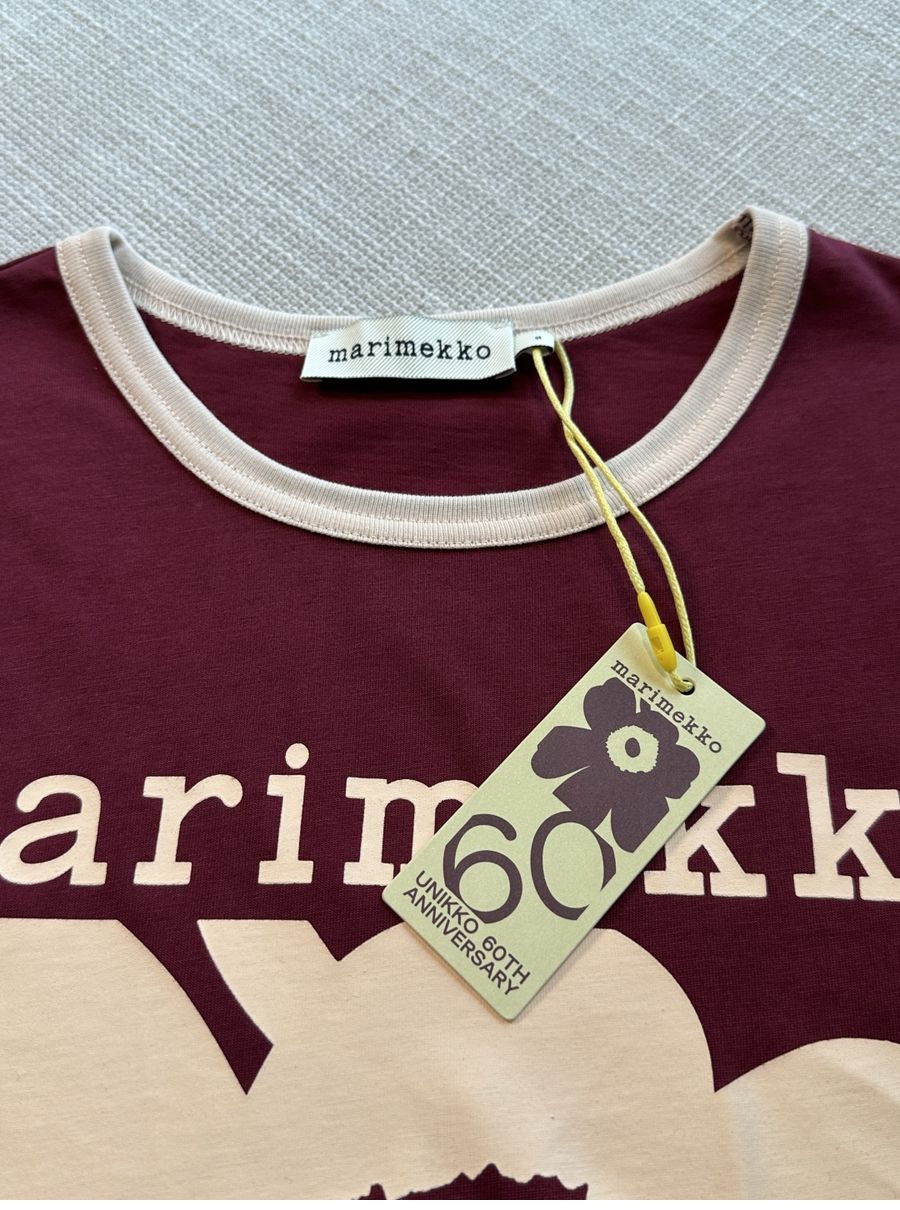 marimekko
S
marimekko
60
UNIKKO 60TH
ANNIVERSARY
arim kk